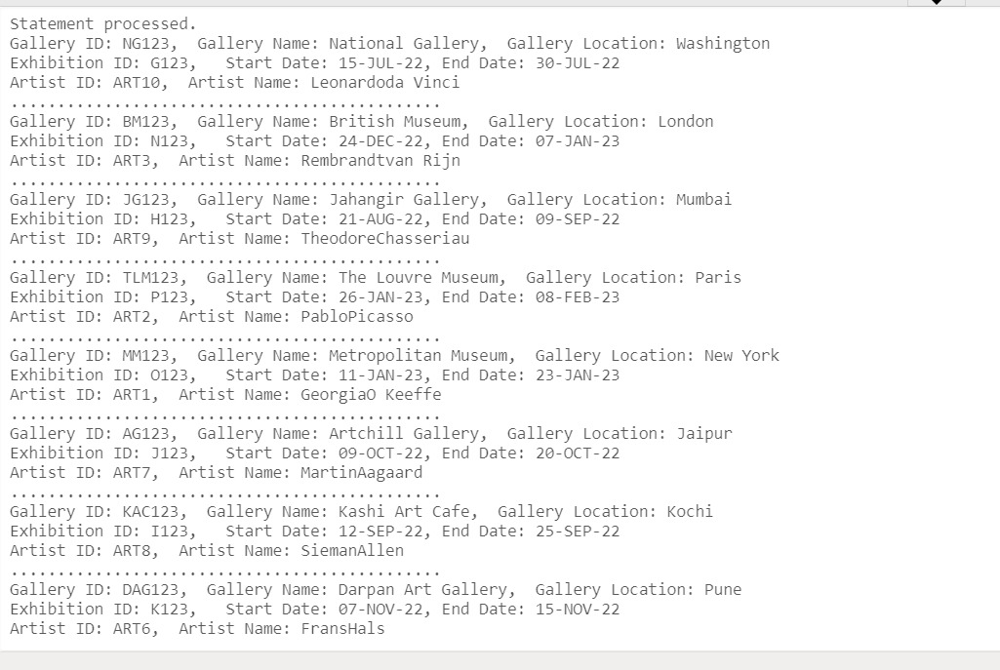 Statement processed.
Gallery ID: NG123,  Gallery Name: National Gallery,  Gallery Location: Washington
Exhibition ID: G123,   Start Date: 15-JUL-22, End Date: 30-JUL-22
Artist ID: ART10,  Artist Name: Leonardoda Vinci
..............................................
Gallery ID: BM123,  Gallery Name: British Museum,  Gallery Location: London
Exhibition ID: N123,   Start Date: 24-DEC-22, End Date: 07-JAN-23
Artist ID: ART3,  Artist Name: Rembrandtvan Rijn
..............................................
Gallery ID: JG123,  Gallery Name: Jahangir Gallery,  Gallery Location: Mumbai
Exhibition ID: H123,   Start Date: 21-AUG-22, End Date: 09-SEP-22
Artist ID: ART9,  Artist Name: TheodoreChasseriau
..............................................
Gallery ID: TLM123,  Gallery Name: The Louvre Museum,  Gallery Location: Paris
Exhibition ID: P123,   Start Date: 26-JAN-23, End Date: 08-FEB-23
Artist ID: ART2,  Artist Name: PabloPicasso
..............................................
Gallery ID: MM123,  Gallery Name: Metropolitan Museum,  Gallery Location: New York
Exhibition ID: O123,   Start Date: 11-JAN-23, End Date: 23-JAN-23
Artist ID: ART1,  Artist Name: GeorgiaO Keeffe
..............................................
Gallery ID: AG123,  Gallery Name: Artchill Gallery,  Gallery Location: Jaipur
Exhibition ID: J123,   Start Date: 09-OCT-22, End Date: 20-OCT-22
Artist ID: ART7,  Artist Name: MartinAagaard
..............................................
Gallery ID: KAC123,  Gallery Name: Kashi Art Cafe,  Gallery Location: Kochi
Exhibition ID: I123,   Start Date: 12-SEP-22, End Date: 25-SEP-22
Artist ID: ART8,  Artist Name: SiemanAllen
..............................................
Gallery ID: DAG123,  Gallery Name: Darpan Art Gallery,  Gallery Location: Pune
Exhibition ID: K123,   Start Date: 07-NOV-22, End Date: 15-NOV-22
Artist ID: ART6,  Artist Name: FransHals